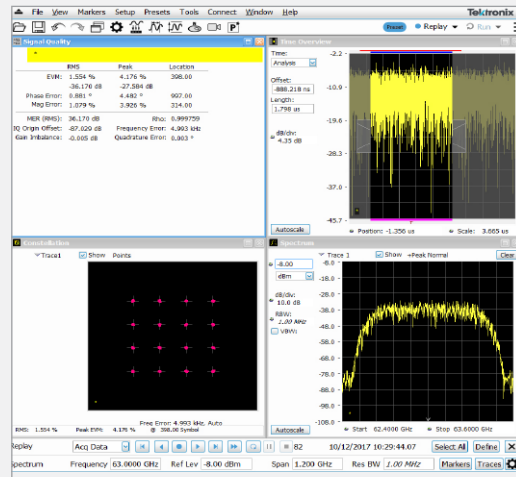 File View Markers Setup Presets Tools Connect Window Help Tektronix
Preset Replay Run
Signal Quality
RMS Peak Location
EVM: 1.554 % 4.176 % 398.00
-36.170 dB -27.584 dB
Phase Error: 0.881 ° 4.482 ° 997.00
Mag Error: 1.079 % 3.926 % 314.00
MER (RMS): 36.170 dB Rho: 0.999759
IQ Origin Offset: -87.029 dB Frequency Error: 4.993 kHz
Gain Imbalance: -0.005 dB Quadrature Error: 0.003 °
Time Overview
Time:
Analysis
Offset:
-888.218 ns
Length:
1.798 us
dB/div:
4.35 dB
-2.2
-10.9
-19.6
-28.3
-37.0
-45.7
Autoscale Position: -1.356 us Scale: 3.665 us
Constellation
Trace1 Show Points
Freq Error: 4.993 kHz, Auto
RMS: 1.554 % Peak EVM: 4.176 % @ 398.00 Symbol
Spectrum
Trace 1 Show +Peak Normal Clear
-8.00
dBm
dB/div:
10.0 dB
RBW:
1.00 MHz
VBW:
-8.0
-18.0
-28.0
-38.0
-48.0
-58.0
-68.0
-78.0
-88.0
-98.0
-108.0
Autoscale Start 62.4000 GHz Stop 63.6000 GHz
Replay Acq Data 82 10/12/2017 10:29:44.07 Select All Define
Spectrum Frequency 63.0000 GHz Ref Lev -8.00 dBm Span 1.200 GHz Res BW 1.00 MHz Markers Traces